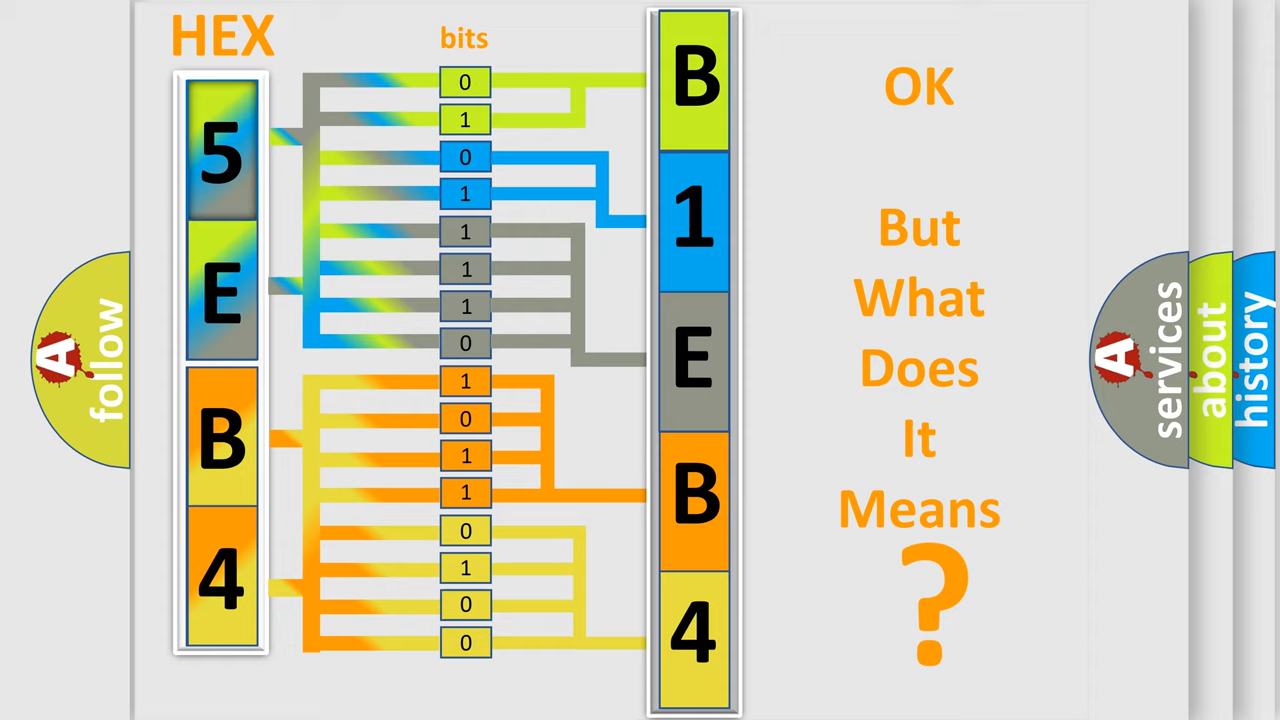 HEX
5
E
B
4
bits
0
1
0
1
1
1
1
0
1
0
1
1
0
1
0
0
B
1
E
B
4
OK
But
What
Does
It
Means
?
A
follow
A
services
about
history